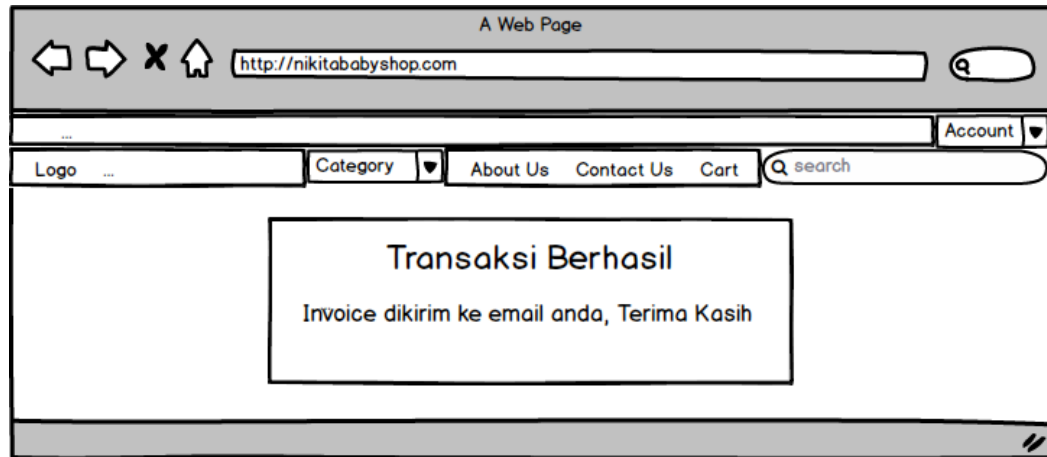 A Web Page
http://nikitababyshop.com
... Account
Logo ... Category About Us Contact Us Cart search
Transaksi Berhasil
Invoice dikirim ke email anda, Terima Kasih